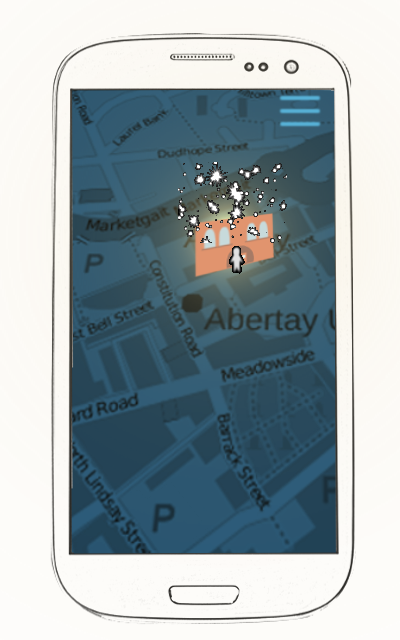 Laurel Bank
Dudhope Street
Marketgait
Street
P
Constitution Road
st Bell Street
Abertay U
Meadowside
ard Road
Barrack Street
rth Lindsay Stre
P